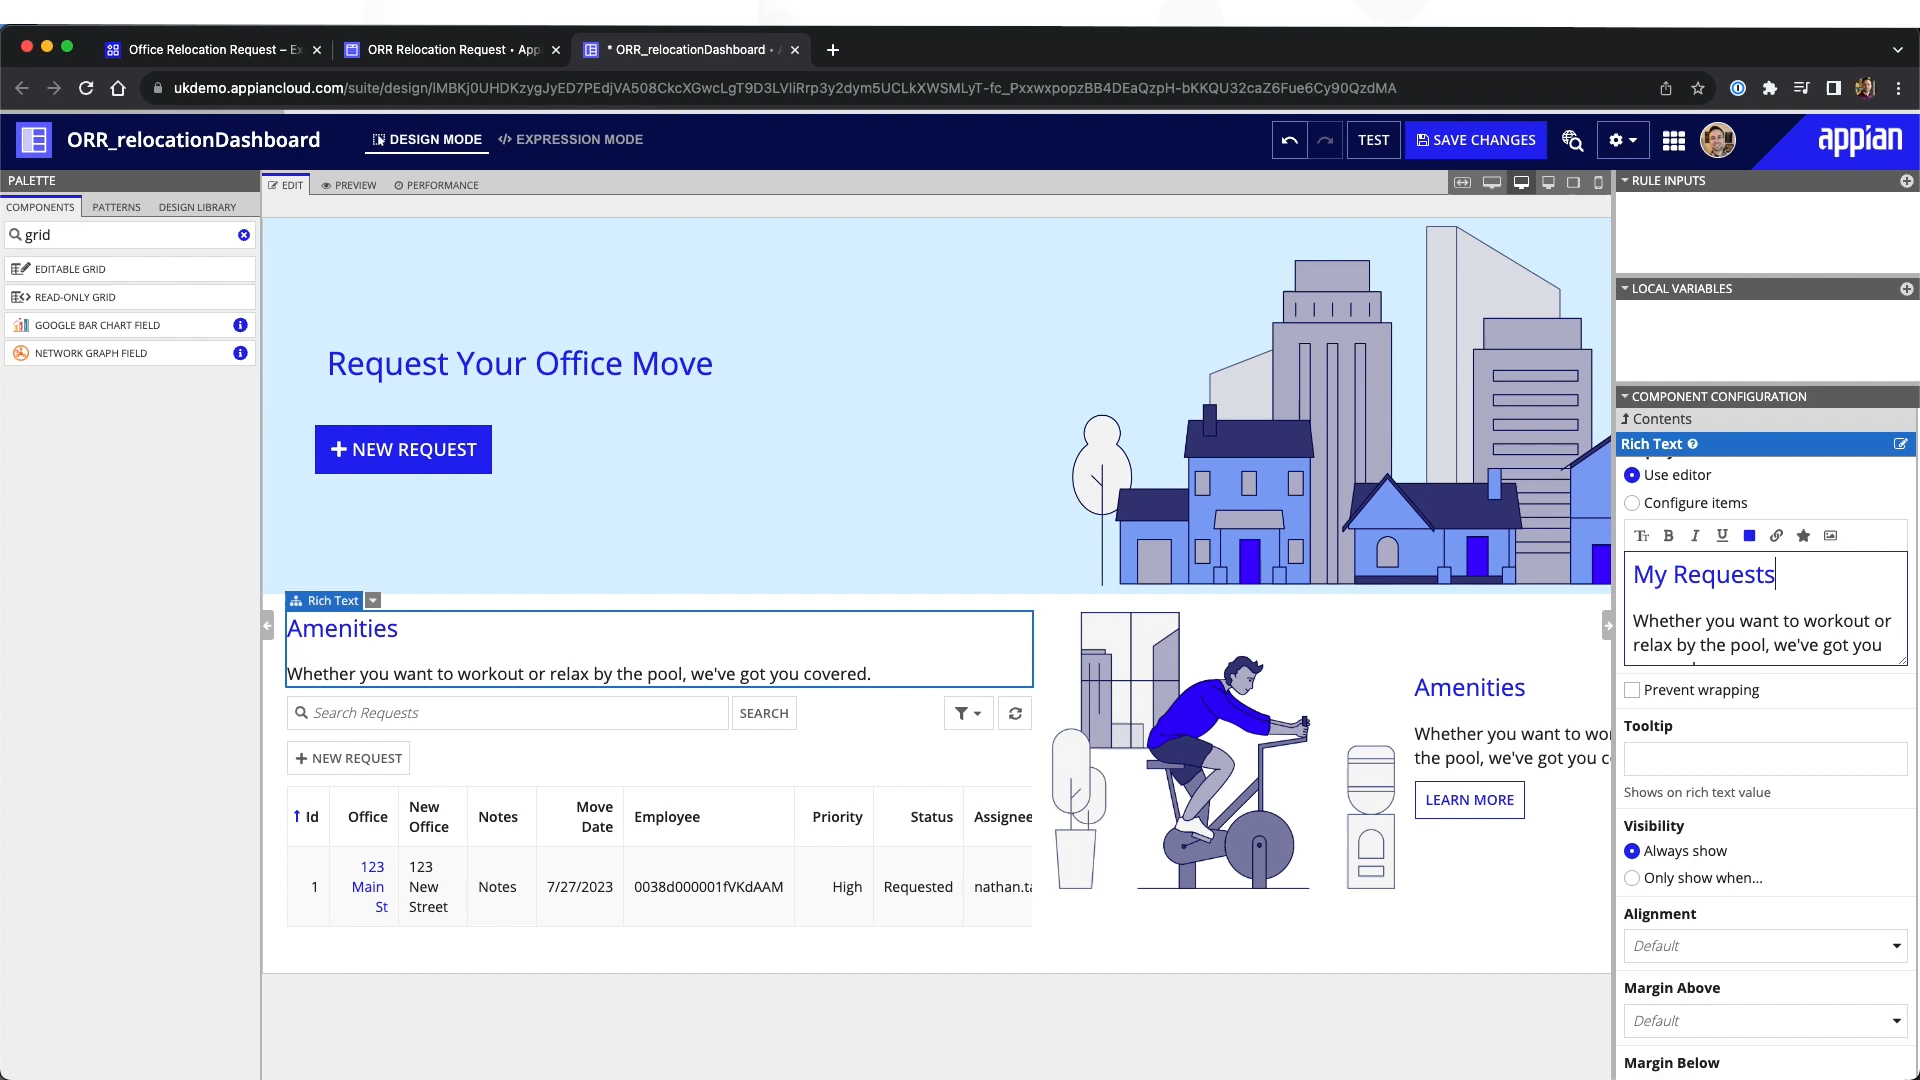 Office Relocation Request – Ex
ORR Relocation Request • App
* ORR_relocationDashboard •
ukdemo.appiancloud.com/suite/design/lMBKj0UHDKzygJyED7PEdjVA508CkcXGwcLgT9D3LVliRrp3y2dym5UCLkXWSMLyT-fc_PxxwxpopzBB4DEaQzpH-bKKQU32caZ6Fue6Cy90QzdMA
ORR_relocationDashboard
DESIGN MODE
</> EXPRESSION MODE
TEST
SAVE CHANGES
appian
PALETTE
COMPONENTS
PATTERNS
DESIGN LIBRARY
grid
EDITABLE GRID
READ-ONLY GRID
GOOGLE BAR CHART FIELD
NETWORK GRAPH FIELD
EDIT
PREVIEW
PERFORMANCE
Request Your Office Move
+ NEW REQUEST
Rich Text
Amenities
Whether you want to workout or relax by the pool, we've got you covered.
Search Requests
SEARCH
+ NEW REQUEST
Id
Office
New
Office
Notes
Move
Date
Employee
Priority
Status
Assignee
1
123
Main
St
123
New
Street
Notes
7/27/2023
0038d000001fVKdAAM
High
Requested
nathan.ta
Amenities
Whether you want to wor
the pool, we've got you c
LEARN MORE
RULE INPUTS
LOCAL VARIABLES
COMPONENT CONFIGURATION
Contents
Rich Text
Use editor
Configure items
My Requests
Whether you want to workout or
relax by the pool, we've got you
Prevent wrapping
Tooltip
Shows on rich text value
Visibility
Always show
Only show when...
Alignment
Default
Margin Above
Default
Margin Below